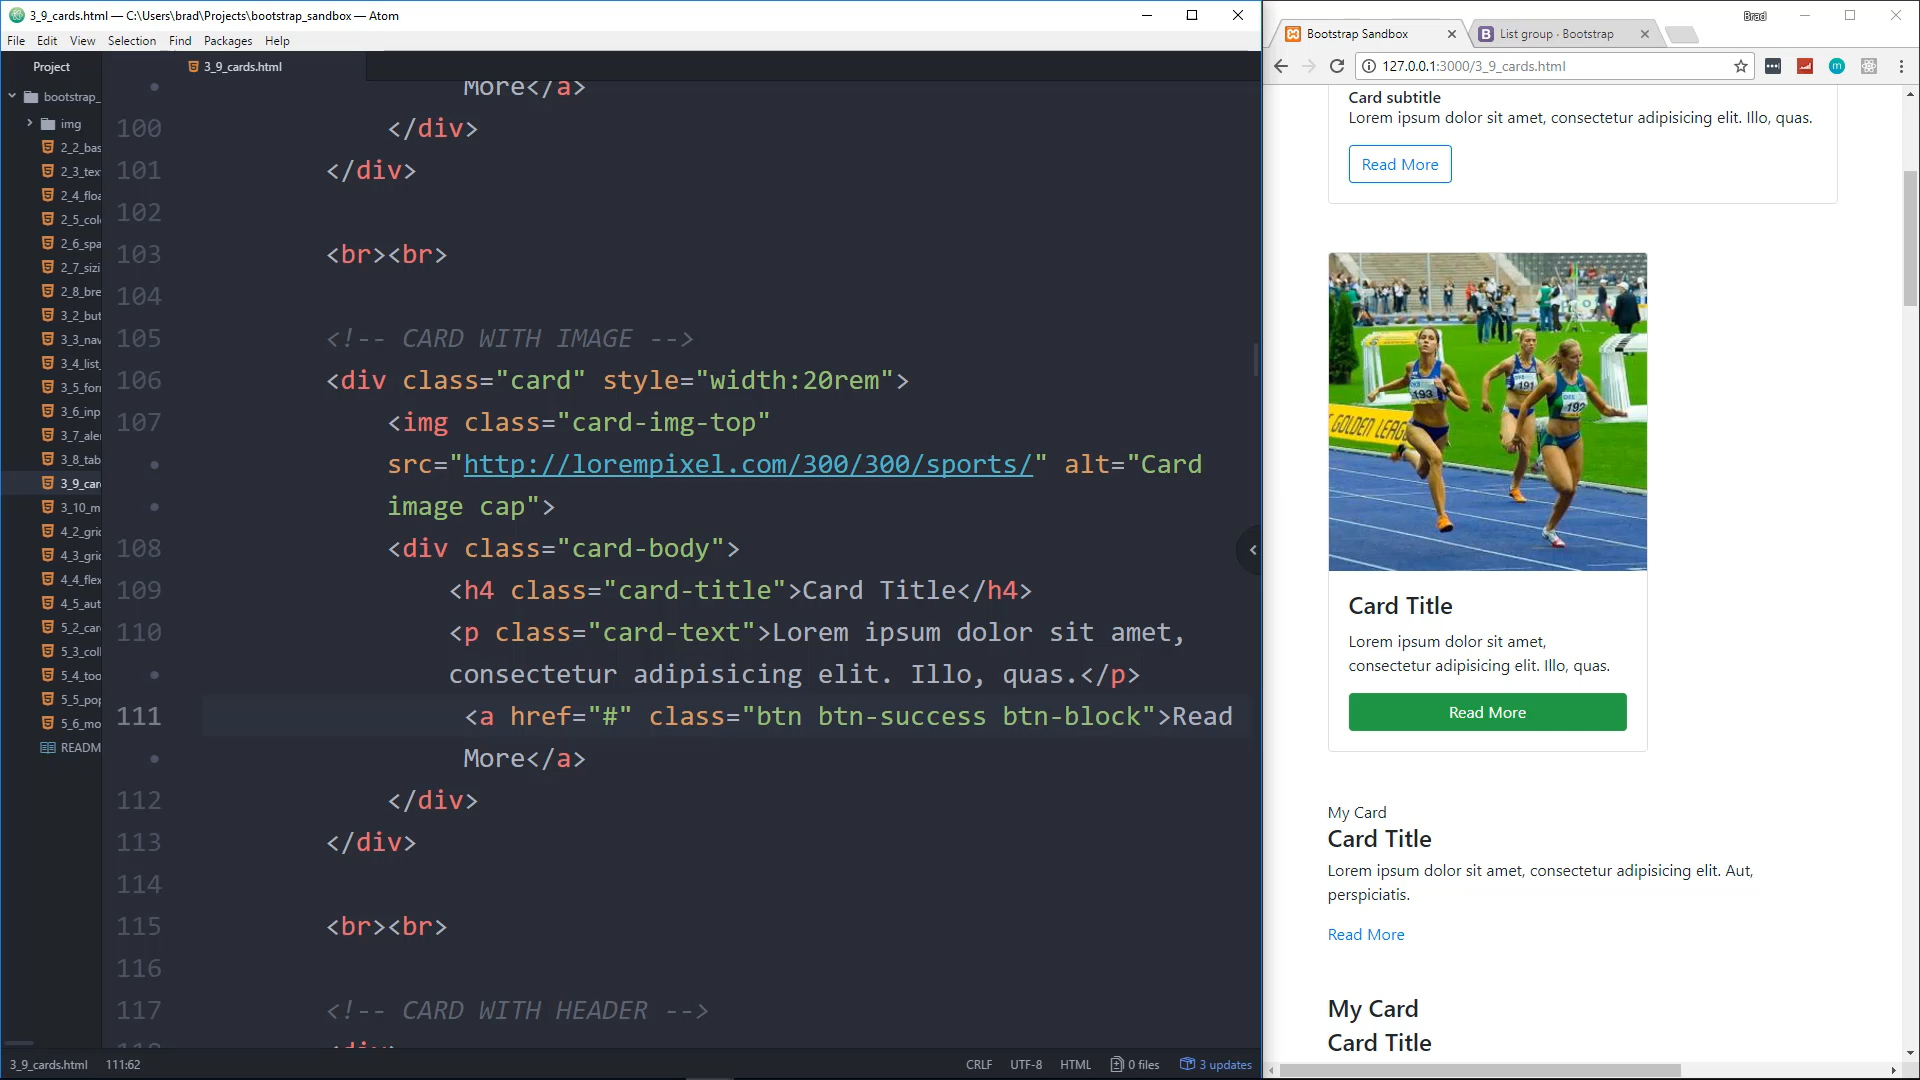 3_9_cards.html — C:\Users\brad\Projects\bootstrap_sandbox — Atom
File Edit View Selection Find Packages Help
Project
bootstrap_
img
2_2_bas
2_3_tex
2_4_floa
2_5_col
2_6_spa
2_7_sizi
2_8_bre
3_2_but
3_3_nav
3_4_list_
3_5_forr
3_6_inp
3_7_aler
3_8_tab
3_9_car
3_10_m
4_2_gric
4_3_gric
4_4_flex
4_5_aut
5_2_car
5_3_coll
5_4_too
5_5_pop
5_6_mo
READM
3_9_cards.html
More</a>
100 </div>
101 </div>
102
103 <br><br>
104
105 <!-- CARD WITH IMAGE -->
106 <div class="card" style="width:20rem">
107 <img class="card-img-top"
src="http://lorempixel.com/300/300/sports/" alt="Card
image cap">
108 <div class="card-body">
109 <h4 class="card-title">Card Title</h4>
110 <p class="card-text">Lorem ipsum dolor sit amet,
consectetur adipisicing elit. Illo, quas.</p>
111 <a href="#" class="btn btn-success btn-block">Read
More</a>
112 </div>
113 </div>
114
115 <br><br>
116
117 <!-- CARD WITH HEADER -->
118 <div>
3_9_cards.html 111:62 CRLF UTF-8 HTML 0 files 3 updates
Brad
Bootstrap Sandbox
List group · Bootstrap
127.0.0.1:3000/3_9_cards.html
Card subtitle
Lorem ipsum dolor sit amet, consectetur adipisicing elit. Illo, quas.
Read More
GOLDEN LEAG
193
191
192
Card Title
Lorem ipsum dolor sit amet,
consectetur adipisicing elit. Illo, quas.
Read More
My Card
Card Title
Lorem ipsum dolor sit amet, consectetur adipisicing elit. Aut,
perspiciatis.
Read More
My Card
Card Title